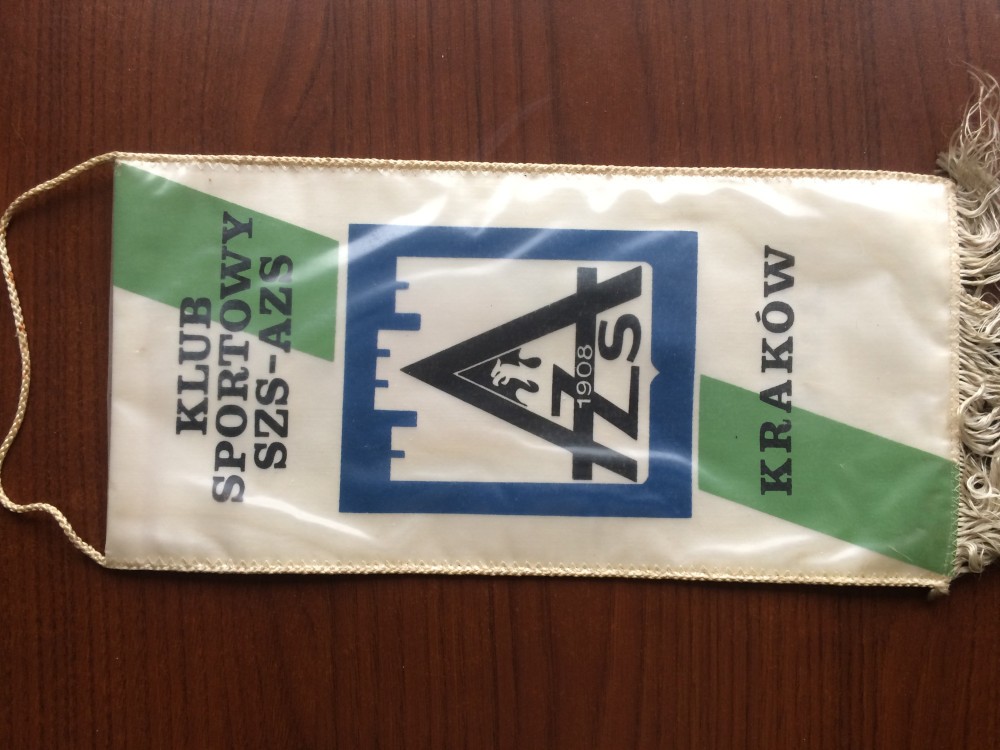 KLUB
SPORTOWY
SZS-AZS
AZS
1908
KRAKÓW